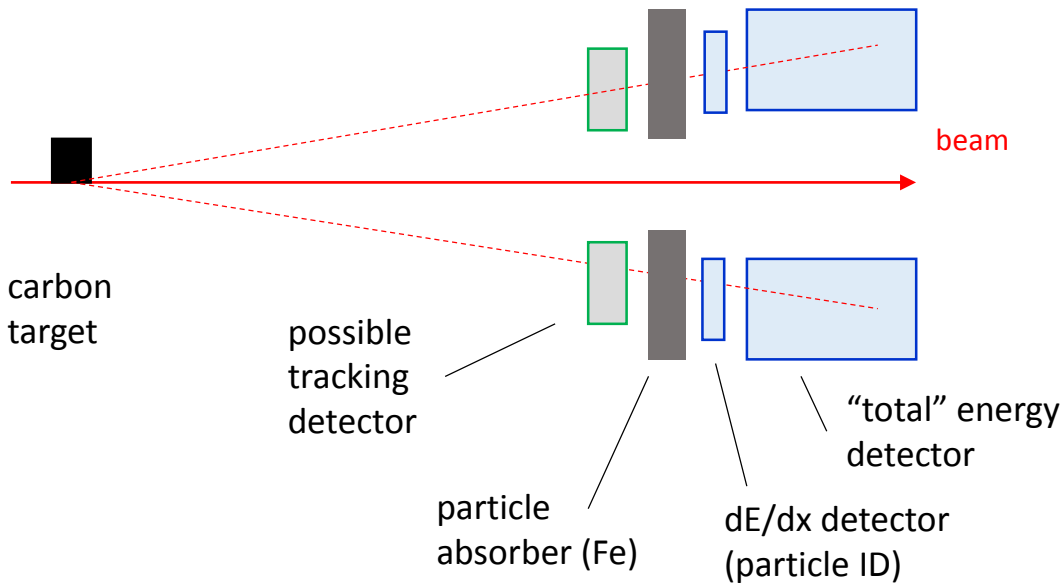 beam
carbon
target
possible
tracking
detector
“total” energy
detector
particle
absorber (Fe)
dE/dx detector
(particle ID)